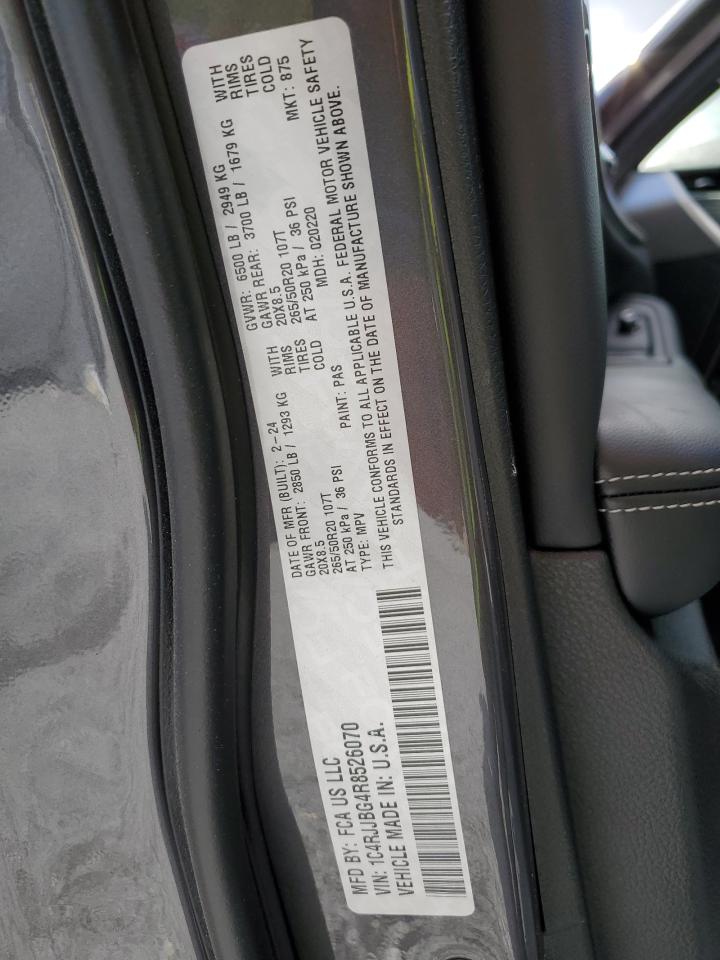 MFD BY: FCA US LLC
VIN: 1C4RJJBG4R8526070
VEHICLE MADE IN: U.S.A.
DATE OF MFR (BUILT): 2-24 GVWR: 6500 LB / 2949 KG
GAWR FRONT: 2850 LB / 1293 KG WITH GAWR REAR: 3700 LB / 1679 KG WITH
20X8.5 RIMS 20X8.5 RIMS
265/50R20 107T TIRES 265/50R20 107T TIRES
AT 250 kPa / 36 PSI COLD AT 250 kPa / 36 PSI COLD
TYPE: MPV PAINT: PAS MDH: 020220 MKT: 875
THIS VEHICLE CONFORMS TO ALL APPLICABLE U.S.A. FEDERAL MOTOR VEHICLE SAFETY
STANDARDS IN EFFECT ON THE DATE OF MANUFACTURE SHOWN ABOVE.